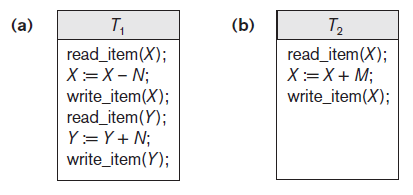 (a) T1
read_item(X);
X := X – N;
write_item(X);
read_item(Y);
Y := Y + N;
write_item(Y);
(b) T2
read_item(X);
X := X + M;
write_item(X);